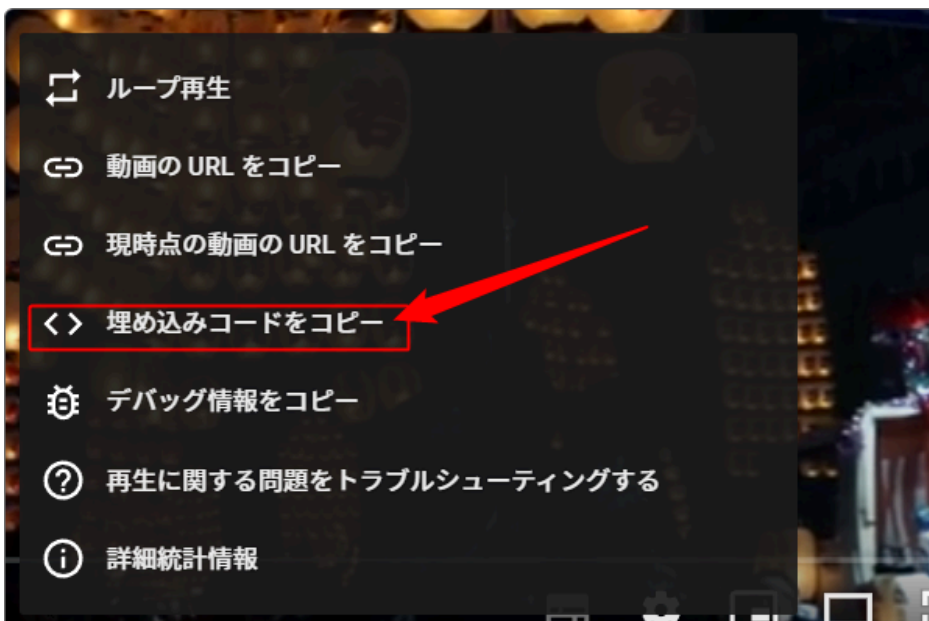 ループ再生
動画の URL をコピー
現時点の動画の URL をコピー
埋め込みコードをコピー
デバッグ情報をコピー
再生に関する問題をトラブルシューティングする
詳細統計情報